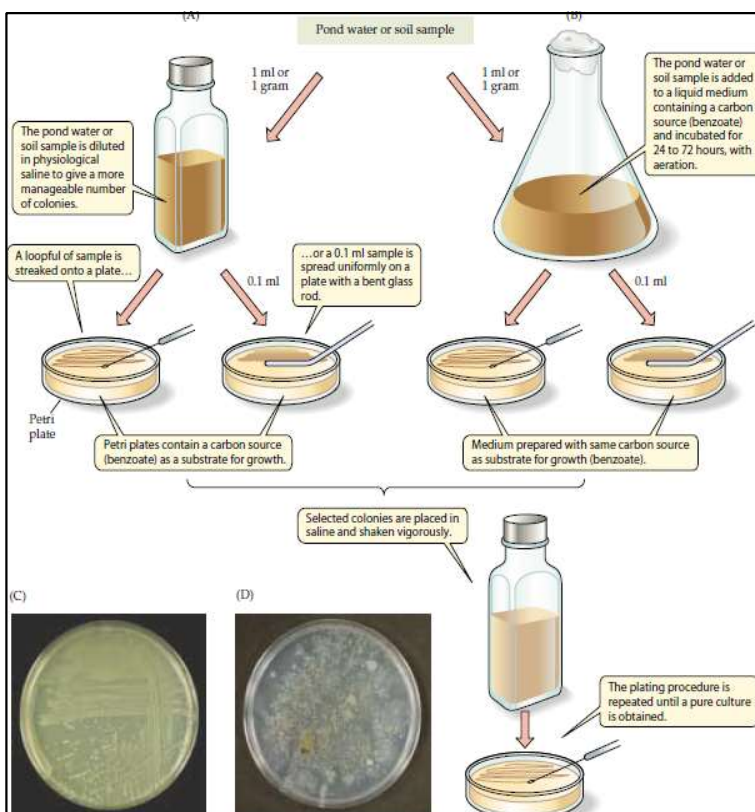 (A)
Pond water or soil sample
(B)
1 ml or
1 gram
1 ml or
1 gram
The pond water or
soil sample is added
to a liquid medium
containing a carbon
source (benzoate)
and incubated for
24 to 72 hours, with
aeration.
The pond water or
soil sample is diluted
in physiological
saline to give a more
manageable number
of colonies.
A loopful of sample is
streaked onto a plate…
0.1 ml
…or a 0.1 ml sample is
spread uniformly on a
plate with a bent glass
rod.
0.1 ml
Petri
plate
Petri plates contain a carbon source
(benzoate) as a substrate for growth.
Medium prepared with same carbon source
as substrate for growth (benzoate).
Selected colonies are placed in
saline and shaken vigorously.
(C)
(D)
The plating procedure is
repeated until a pure culture
is obtained.